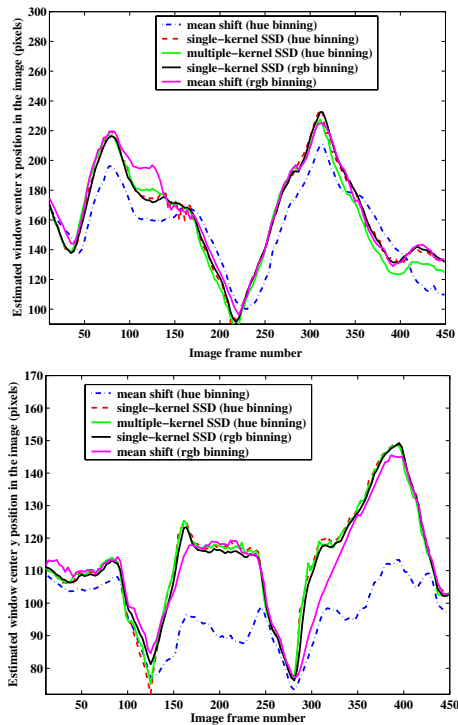 300
280
260
240
220
200
180
160
140
120
100
Estimated window center x position in the image (pixels)
mean shift (hue binning)
single−kernel SSD (hue binning)
multiple−kernel SSD (hue binning)
single−kernel SSD (rgb binning)
mean shift (rgb binning)
50 100 150 200 250 300 350 400 450
Image frame number
170
160
150
140
130
120
110
100
90
80
Estimated window center y position in the image (pixels)
mean shift (hue binning)
single−kernel SSD (hue binning)
multiple−kernel SSD (hue binning)
single−kernel SSD (rgb binning)
mean shift (rgb binning)
50 100 150 200 250 300 350 400 450
Image frame number